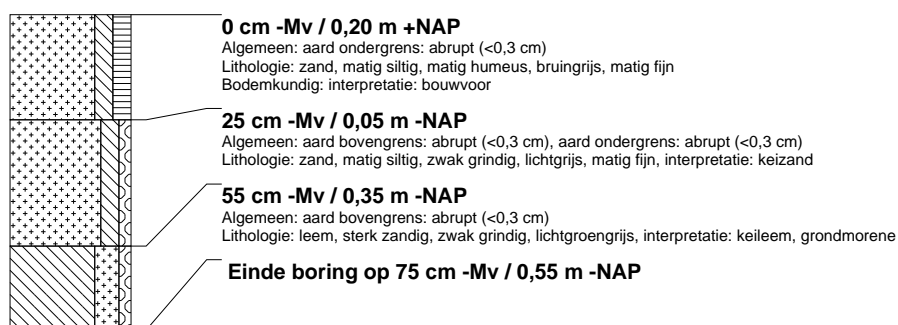 0 cm -Mv / 0,20 m +NAP
Algemeen: aard ondergrens: abrupt (<0,3 cm)
Lithologie: zand, matig siltig, matig humeus, bruingrijs, matig fijn
Bodemkundig: interpretatie: bouwvoor
25 cm -Mv / 0,05 m -NAP
Algemeen: aard bovengrens: abrupt (<0,3 cm), aard ondergrens: abrupt (<0,3 cm)
Lithologie: zand, matig siltig, zwak grindig, lichtgrijs, matig fijn, interpretatie: keizand
55 cm -Mv / 0,35 m -NAP
Algemeen: aard bovengrens: abrupt (<0,3 cm)
Lithologie: leem, sterk zandig, zwak grindig, lichtgroengrijs, interpretatie: keileem, grondmorene
Einde boring op 75 cm -Mv / 0,55 m -NAP